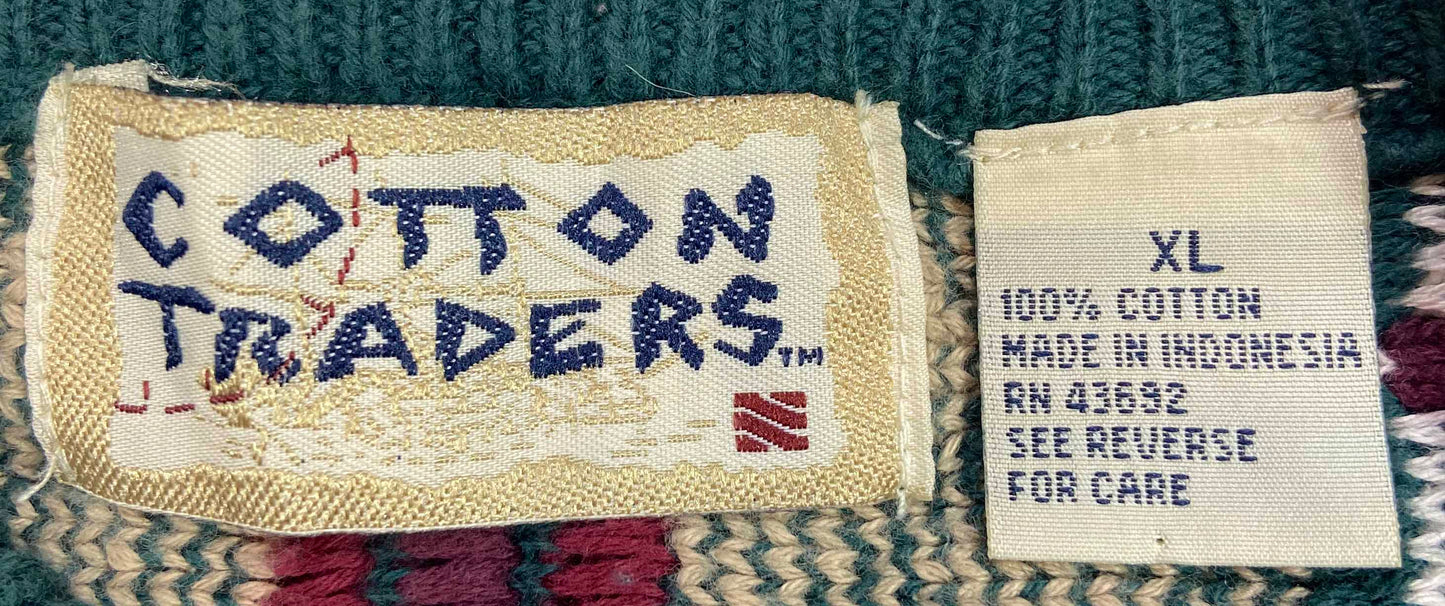 COTTON
TRADERS™
XL
100% COTTON
MADE IN INDONESIA
RN 43692
SEE REVERSE
FOR CARE